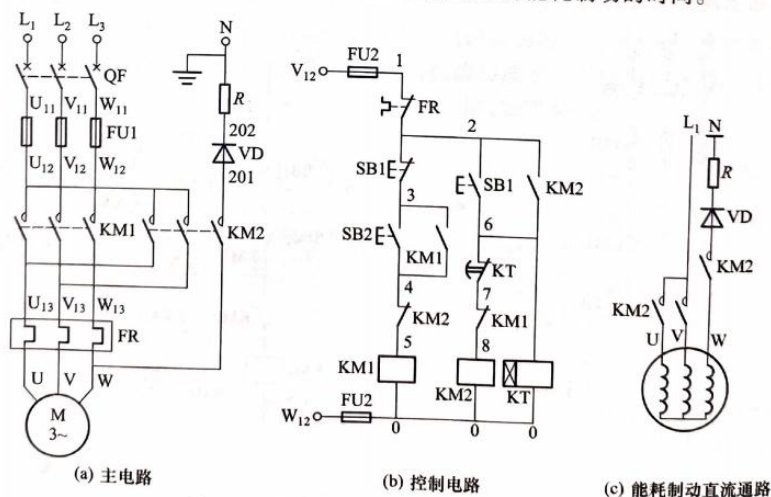 L₁ L₂ L₃ N
QF
U₁₁ V₁₁ W₁₁
FU1
U₁₂ V₁₂ W₁₂
R
202
VD
201
KM1 KM2
U₁₃ V₁₃ W₁₃
FR
U V W
M
3~
(a) 主电路
V₁₂ FU2 1
FR
2
SB1 SB1 KM2
3
SB2 KM1
6
KT
4 7
KM2 KM1
5 8
KM1 KM2 KT
W₁₂ FU2
0 0 0
(b) 控制电路
L₁ N
R
VD
KM2
KM2
U V W
(c) 能耗制动直流通路